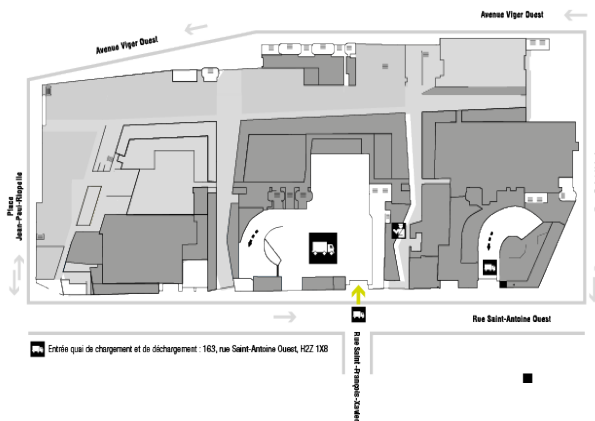 Avenue Viger Ouest
Avenue Viger Ouest
Place
Jean-Paul-Riopelle
Rue Saint-Antoine Ouest
Entrée quai de chargement et de déchargement : 163, rue Saint-Antoine Ouest, H2Z 1X8
Rue Saint-François-Xavier